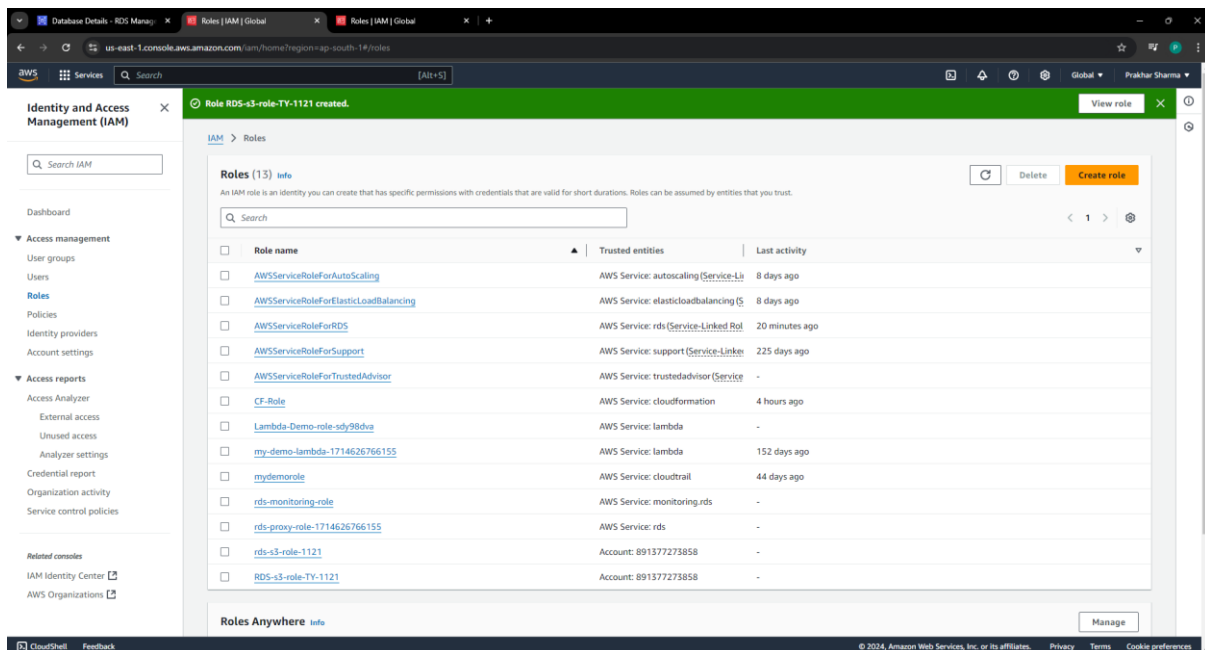 Database Details - RDS Manag
Roles | IAM | Global
Roles | IAM | Global
us-east-1.console.aws.amazon.com/iam/home?region=ap-south-1#/roles
aws
Services
Search
[Alt+S]
Global
Prakhar Sharma
Identity and Access
Management (IAM)
Search IAM
Dashboard
Access management
User groups
Users
Roles
Policies
Identity providers
Account settings
Access reports
Access Analyzer
External access
Unused access
Analyzer settings
Credential report
Organization activity
Service control policies
Related consoles
IAM Identity Center
AWS Organizations
Role RDS-s3-role-TY-1121 created.
View role
IAM > Roles
Roles (13) Info
Delete
Create role
An IAM role is an identity you can create that has specific permissions with credentials that are valid for short durations. Roles can be assumed by entities that you trust.
Search
1
Role name Trusted entities Last activity
AWSServiceRoleForAutoScaling AWS Service: autoscaling (Service-Li 8 days ago
AWSServiceRoleForElasticLoadBalancing AWS Service: elasticloadbalancing (S 8 days ago
AWSServiceRoleForRDS AWS Service: rds (Service-Linked Rol 20 minutes ago
AWSServiceRoleForSupport AWS Service: support (Service-Linke 225 days ago
AWSServiceRoleForTrustedAdvisor AWS Service: trustedadvisor (Service -
CF-Role AWS Service: cloudformation 4 hours ago
Lambda-Demo-role-sdy98dva AWS Service: lambda -
my-demo-lambda-1714626766155 AWS Service: lambda 152 days ago
mydemorole AWS Service: cloudtrail 44 days ago
rds-monitoring-role AWS Service: monitoring.rds -
rds-proxy-role-1714626766155 AWS Service: rds -
rds-s3-role-1121 Account: 891377273858 -
RDS-s3-role-TY-1121 Account: 891377273858 -
Roles Anywhere Info
Manage
CloudShell Feedback
© 2024, Amazon Web Services, Inc. or its affiliates. Privacy Terms Cookie preferences